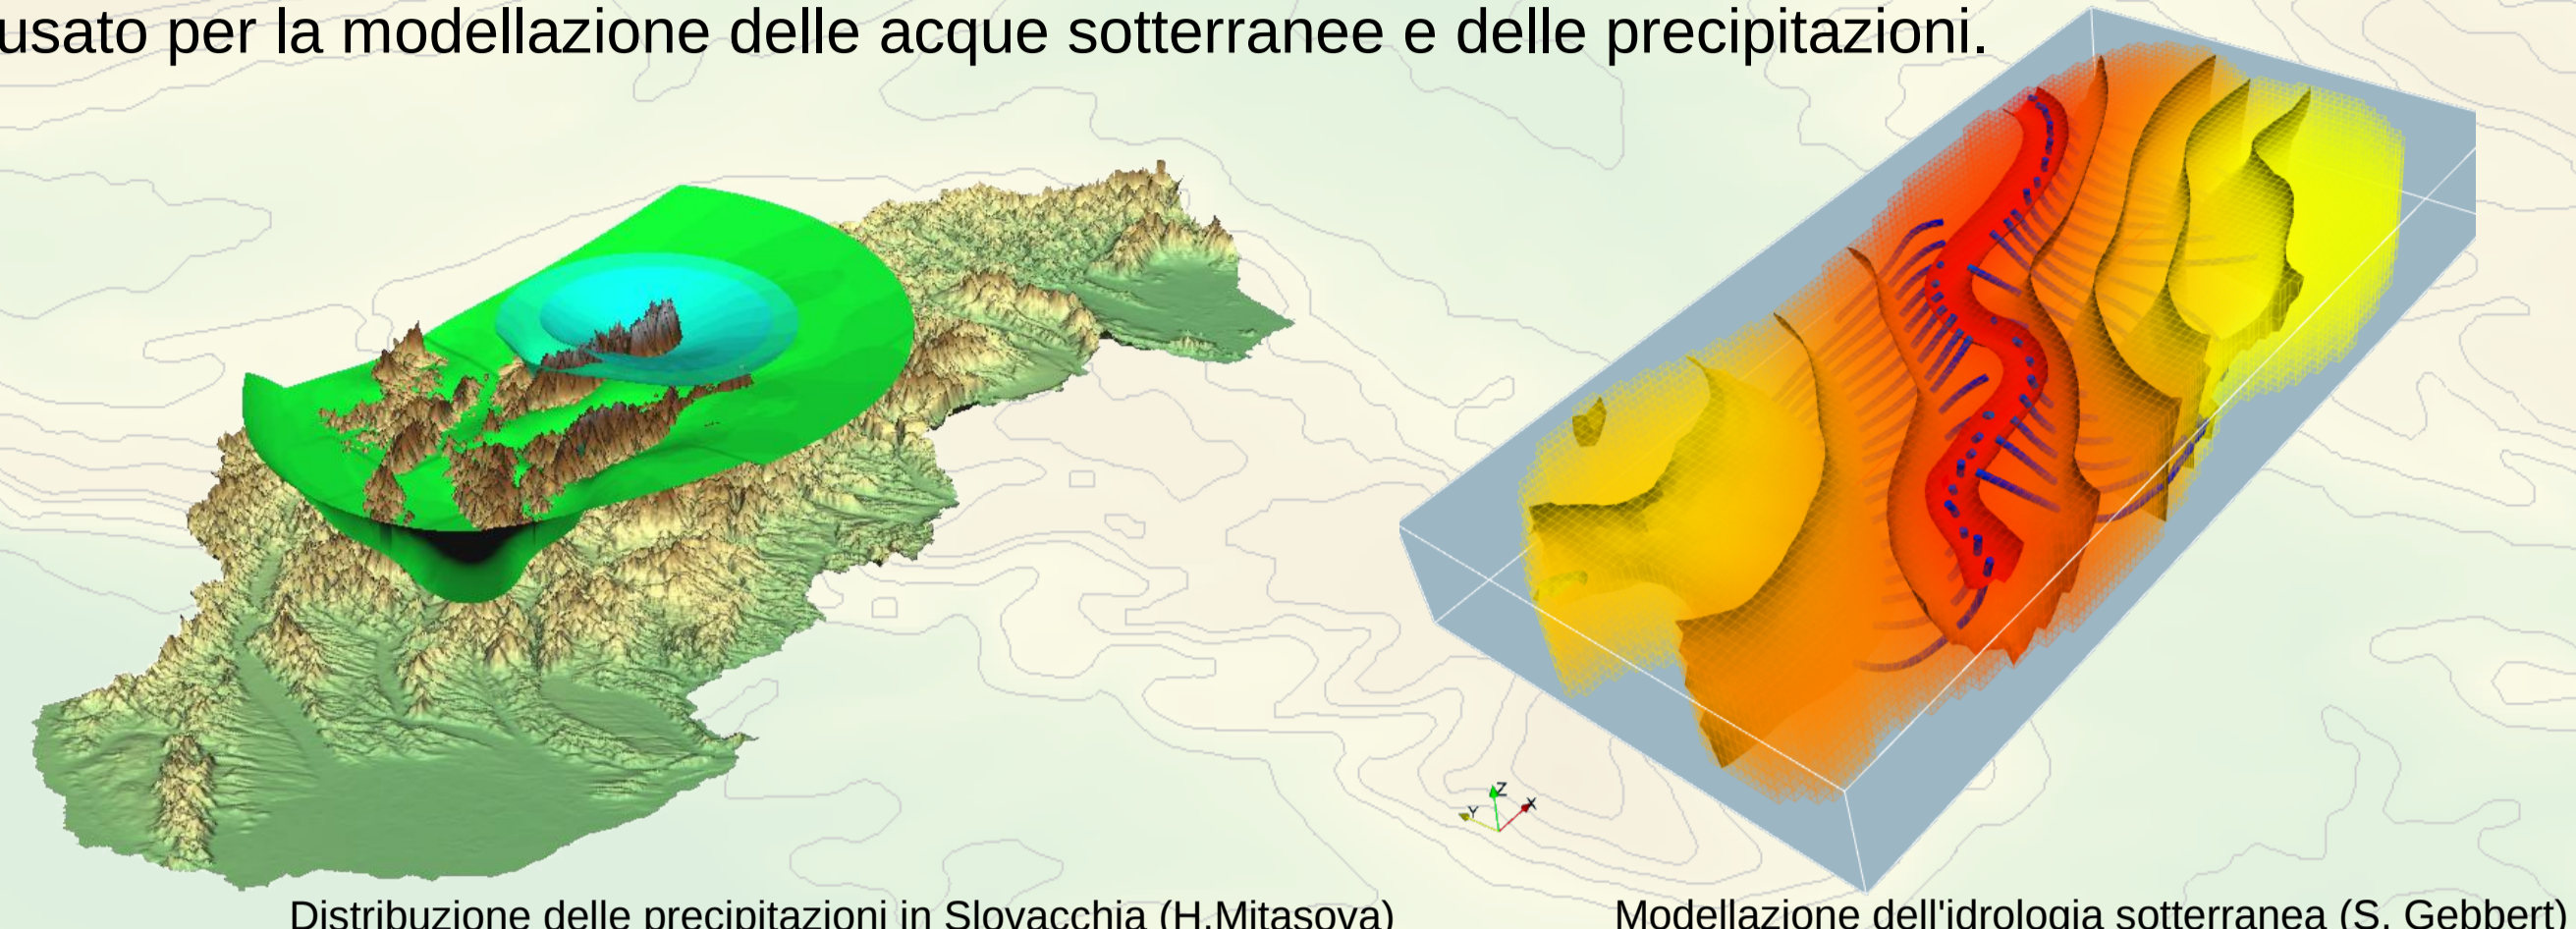 usato per la modellazione delle acque sotterranee e delle precipitazioni.
Z
Y
X
Distribuzione delle precipitazioni in Slovacchia (H.Mitasova)
Modellazione dell'idrologia sotterranea (S. Gebbert)